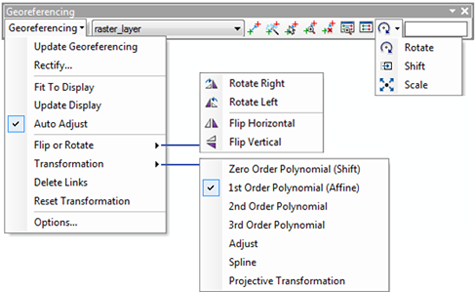 Georeferencing
Georeferencing
raster_layer
Update Georeferencing
Rectify...
Fit To Display
Update Display
Auto Adjust
Flip or Rotate
Transformation
Delete Links
Reset Transformation
Options...
Rotate Right
Rotate Left
Flip Horizontal
Flip Vertical
Zero Order Polynomial (Shift)
1st Order Polynomial (Affine)
2nd Order Polynomial
3rd Order Polynomial
Adjust
Spline
Projective Transformation
Rotate
Shift
Scale